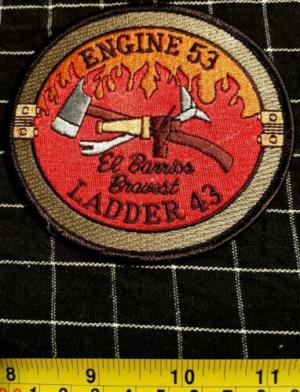 ENGINE 53
El Barrios
Bravest
LADDER 43
8 9 10 11